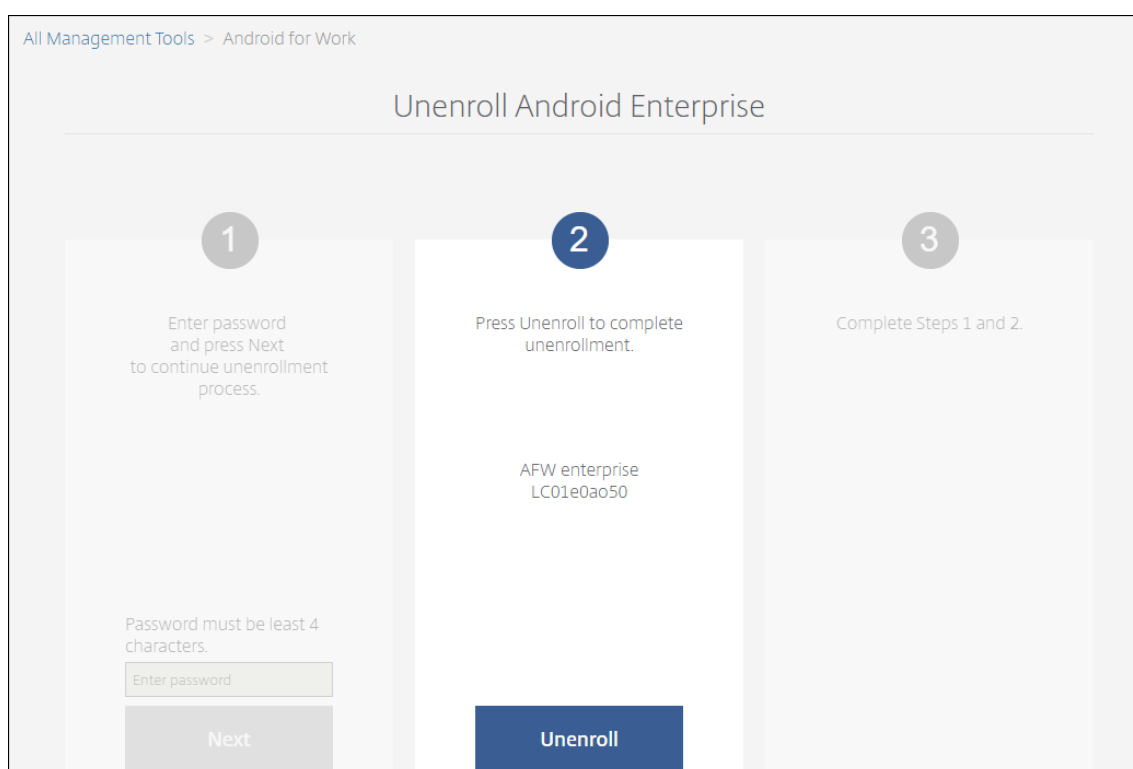 All Management Tools > Android for Work
Unenroll Android Enterprise
1
Enter password
and press Next
to continue unenrollment
process.
Password must be least 4
characters.
Enter password
Next
2
Press Unenroll to complete
unenrollment.
AFW enterprise
LC01e0ao50
Unenroll
3
Complete Steps 1 and 2.